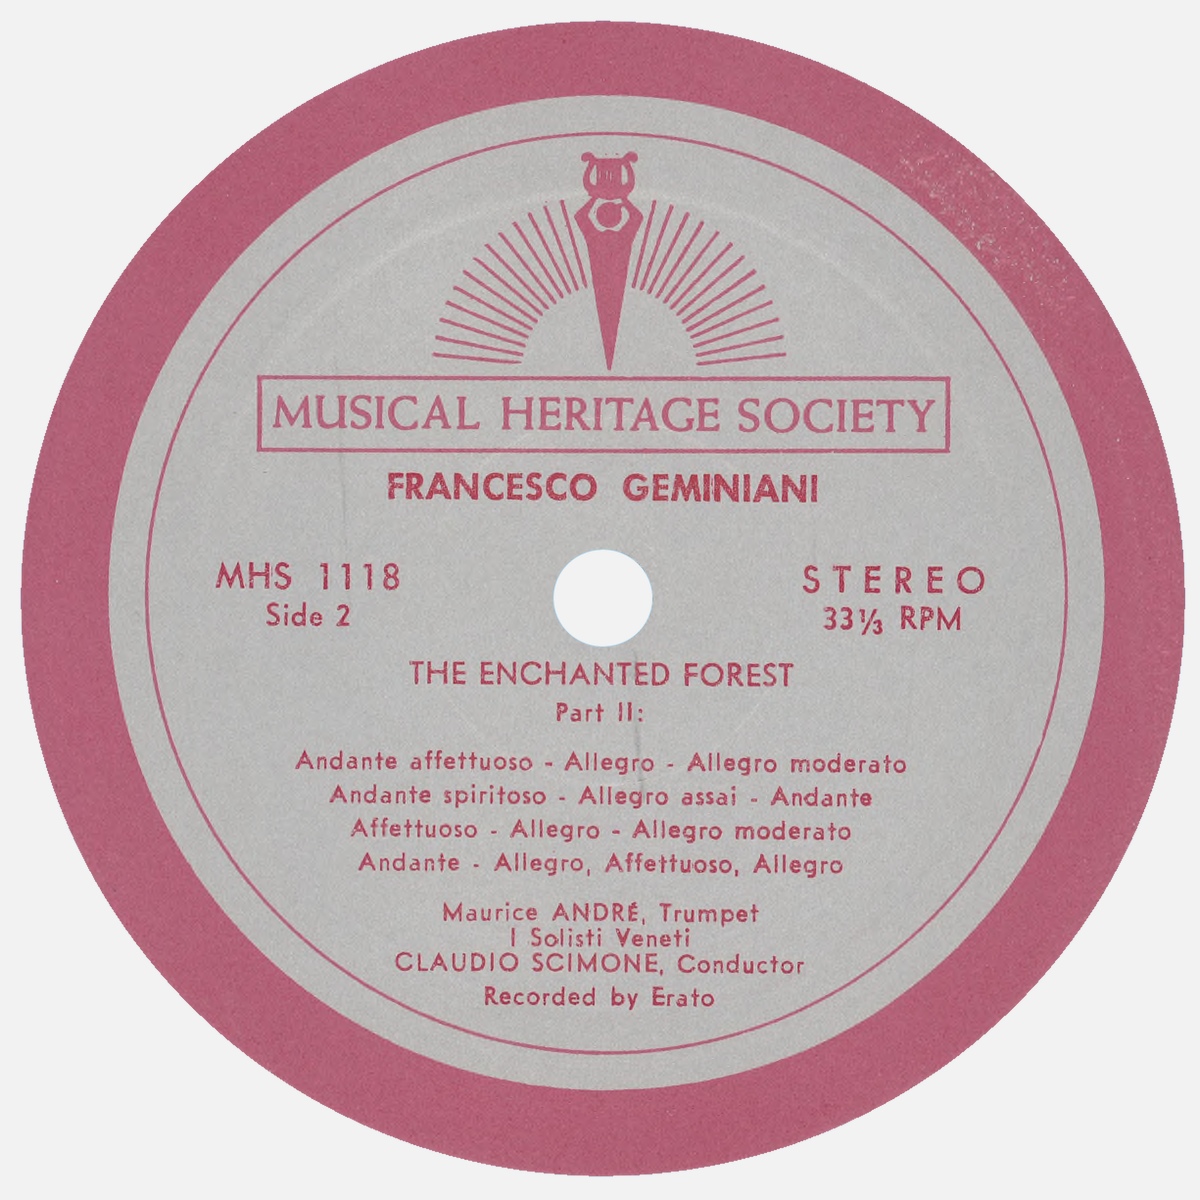 MUSICAL HERITAGE SOCIETY
FRANCESCO GEMINIANI
MHS 1118
Side 2
STEREO
33⅓ RPM
THE ENCHANTED FOREST
Part II:
Andante affettuoso - Allegro - Allegro moderato
Andante spiritoso - Allegro assai - Andante
Affettuoso - Allegro - Allegro moderato
Andante - Allegro, Affettuoso, Allegro
Maurice ANDRÉ, Trumpet
I Solisti Veneti
CLAUDIO SCIMONE, Conductor
Recorded by Erato